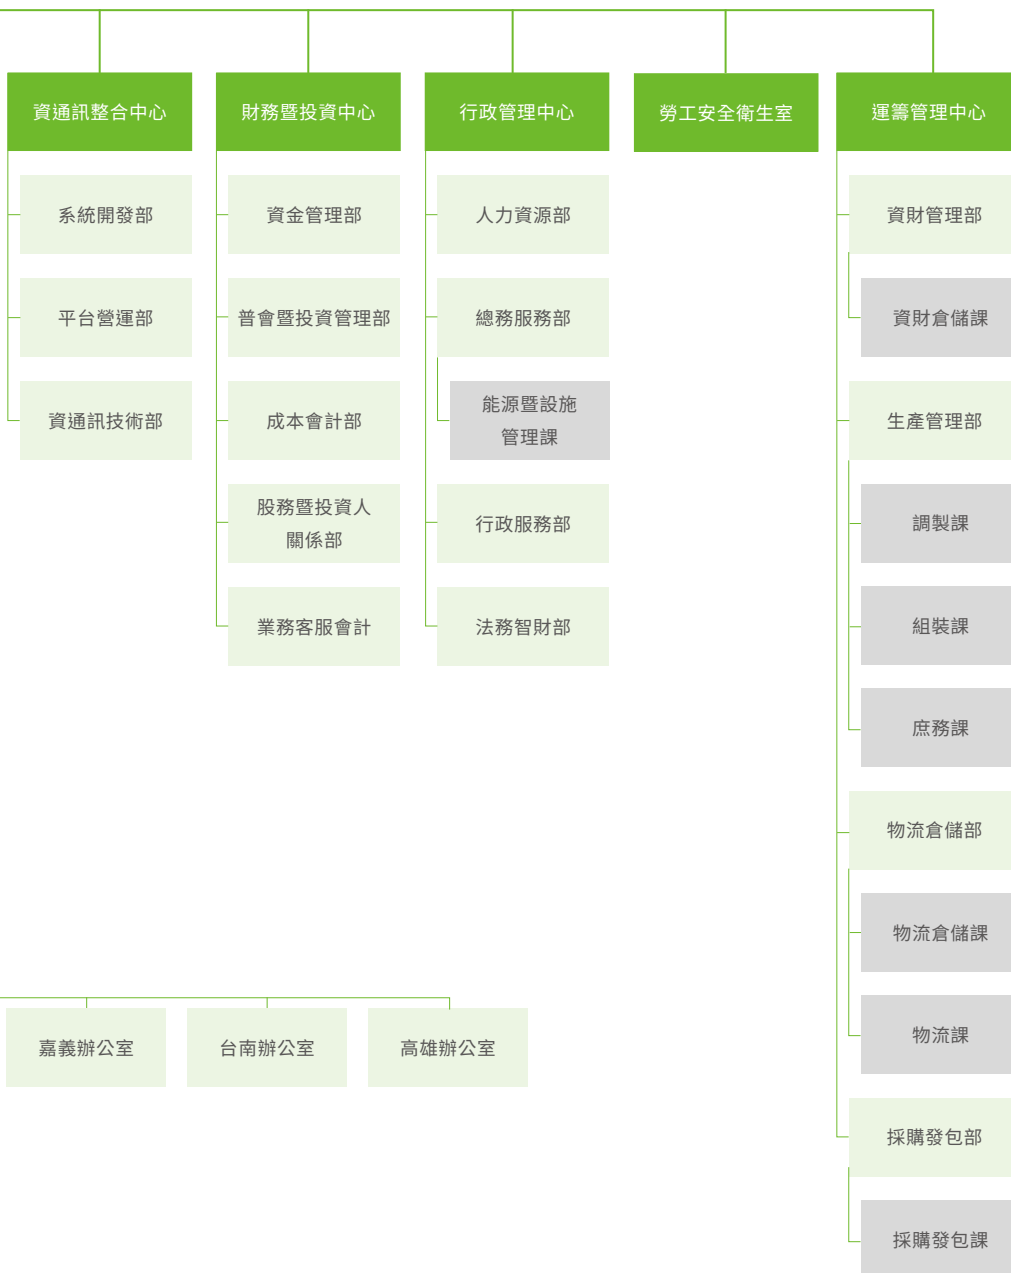 資通訊整合中心
財務暨投資中心
行政管理中心
勞工安全衛生室
運籌管理中心
系統開發部
資金管理部
人力資源部
資財管理部
平台營運部
普會暨投資管理部
總務服務部
資財倉儲課
資通訊技術部
成本會計部
能源暨設施
管理課
生產管理部
股務暨投資人
關係部
行政服務部
調製課
業務客服會計
法務智財部
組裝課
庶務課
物流倉儲部
物流倉儲課
嘉義辦公室
台南辦公室
高雄辦公室
物流課
採購發包部
採購發包課